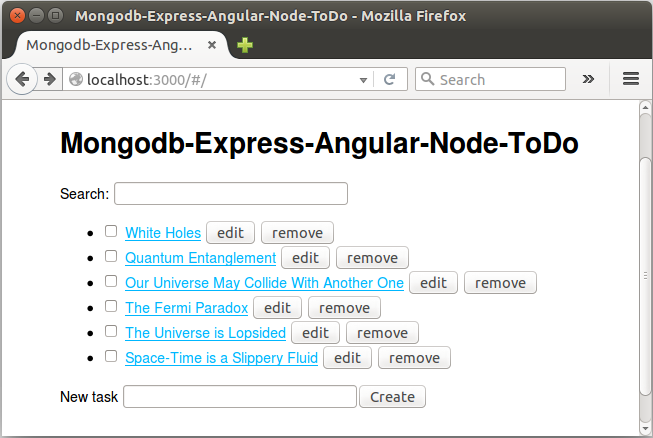 Mongodb-Express-Angular-Node-ToDo - Mozilla Firefox
Mongodb-Express-Ang...
localhost:3000/#/ Search
Mongodb-Express-Angular-Node-ToDo
Search:
White Holes edit remove
Quantum Entanglement edit remove
Our Universe May Collide With Another One edit remove
The Fermi Paradox edit remove
The Universe is Lopsided edit remove
Space-Time is a Slippery Fluid edit remove
New task Create